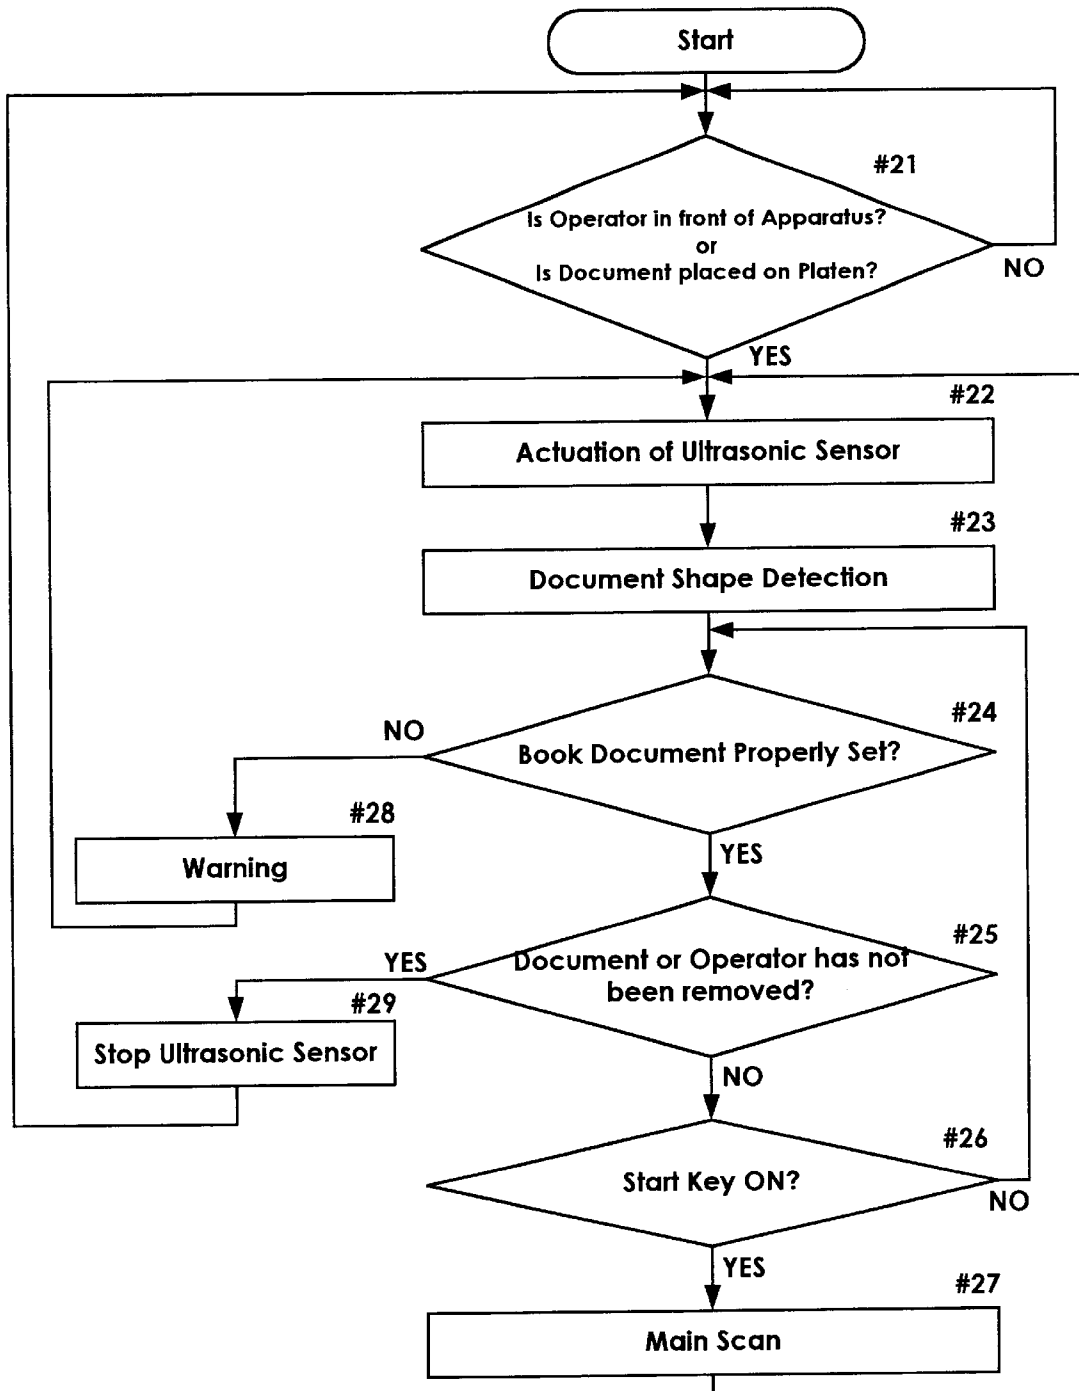 Start
#21
Is Operator in front of Apparatus?
or
Is Document placed on Platen?
NO
YES
#22
Actuation of Ultrasonic Sensor
#23
Document Shape Detection
#24
NO
Book Document Properly Set?
#28
YES
Warning
#25
YES
Document or Operator has not
been removed?
#29
Stop Ultrasonic Sensor
NO
#26
Start Key ON?
NO
YES
#27
Main Scan